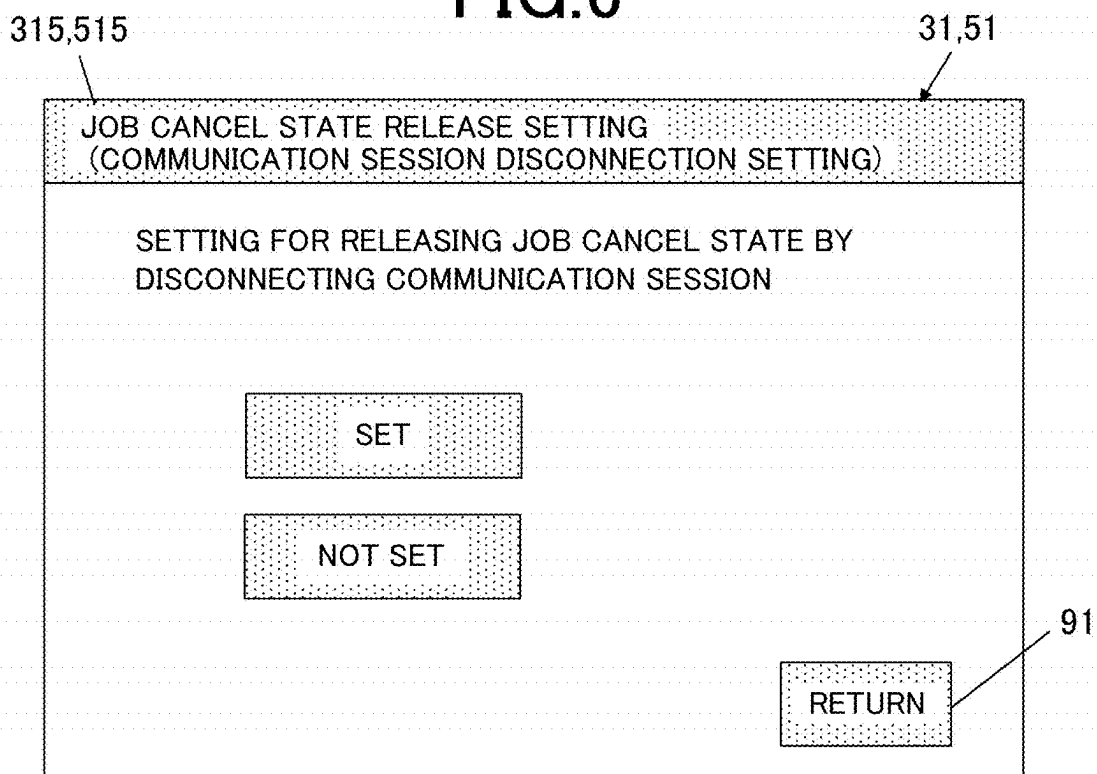 315,515
31,51
JOB CANCEL STATE RELEASE SETTING
(COMMUNICATION SESSION DISCONNECTION SETTING)
SETTING FOR RELEASING JOB CANCEL STATE BY
DISCONNECTING COMMUNICATION SESSION
SET
NOT SET
91
RETURN